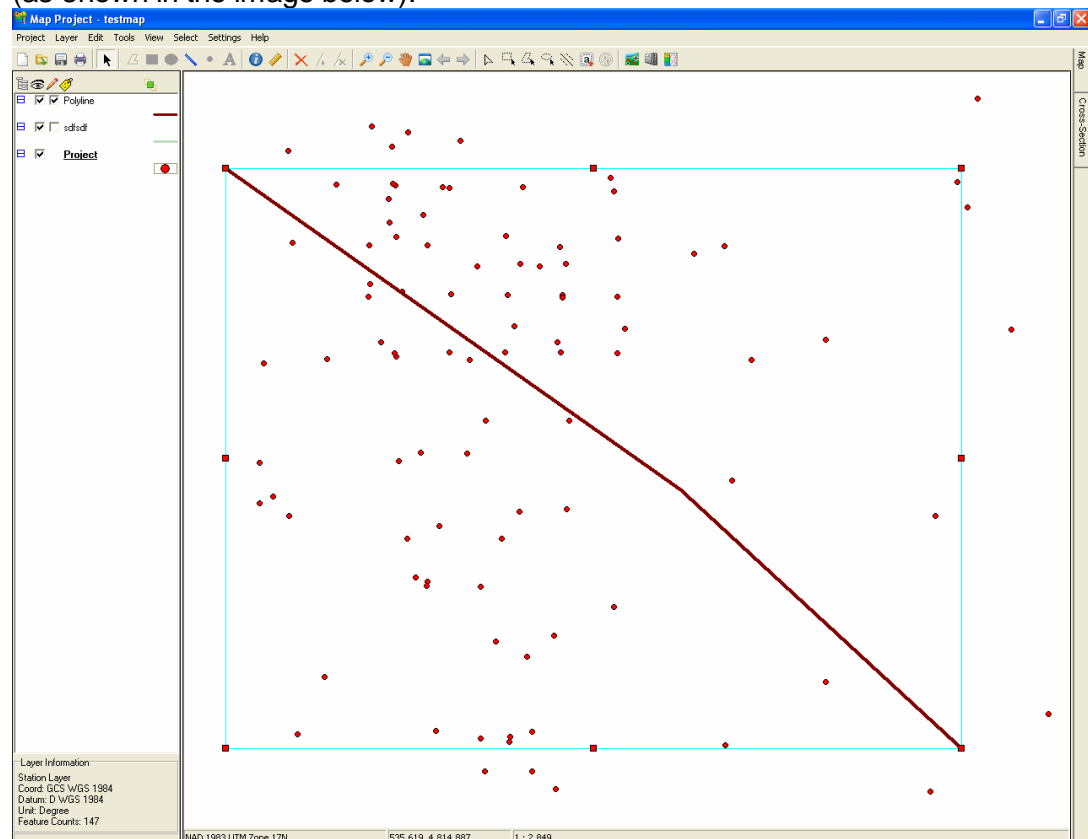 (as shown in the image below).
Map Project - testmap
Project Layer Edit Tools View Select Settings Help
Map
Cross-Section
Polyline
sdfsdf
Project
Layer Information
Station Layer
Coord: GCS WGS 1984
Datum: D WGS 1984
Unit: Degree
Feature Counts: 147
NAD 1983 UTM Zone 17N 535,619, 4,814,887 1 : 2,849